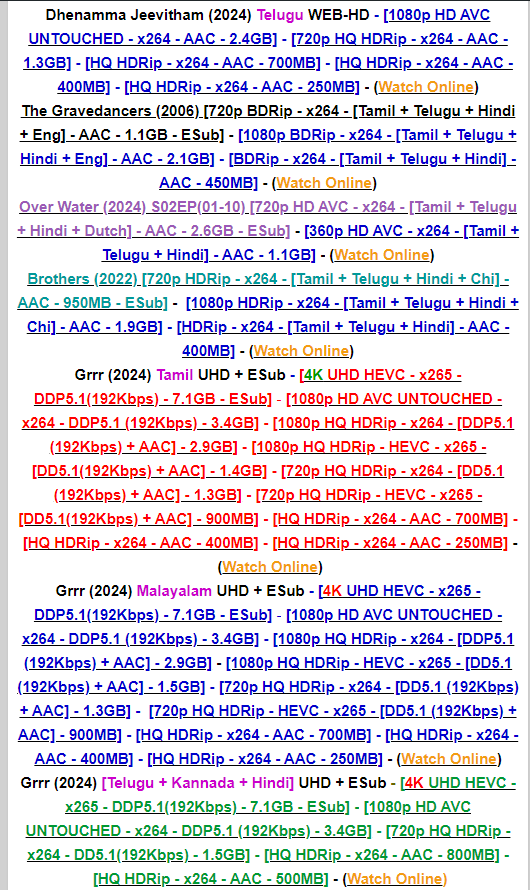 Dhenamma Jeevitham (2024) Telugu WEB-HD - [1080p HD AVC
UNTOUCHED - x264 - AAC - 2.4GB] - [720p HQ HDRip - x264 - AAC -
1.3GB] - [HQ HDRip - x264 - AAC - 700MB] - [HQ HDRip - x264 - AAC -
400MB] - [HQ HDRip - x264 - AAC - 250MB] - (Watch Online)
The Gravedancers (2006) [720p BDRip - x264 - [Tamil + Telugu + Hindi
+ Eng] - AAC - 1.1GB - ESub] - [1080p BDRip - x264 - [Tamil + Telugu +
Hindi + Eng] - AAC - 2.1GB] - [BDRip - x264 - [Tamil + Telugu + Hindi] -
AAC - 450MB] - (Watch Online)
Over Water (2024) S02EP(01-10) [720p HD AVC - x264 - [Tamil + Telugu
+ Hindi + Dutch] - AAC - 2.6GB - ESub] - [360p HD AVC - x264 - [Tamil +
Telugu + Hindi] - AAC - 1.1GB] - (Watch Online)
Brothers (2022) [720p HDRip - x264 - [Tamil + Telugu + Hindi + Chi] -
AAC - 950MB - ESub] - [1080p HDRip - x264 - [Tamil + Telugu + Hindi +
Chi] - AAC - 1.9GB] - [HDRip - x264 - [Tamil + Telugu + Hindi] - AAC -
400MB] - (Watch Online)
Grrr (2024) Tamil UHD + ESub - [4K UHD HEVC - x265 -
DDP5.1(192Kbps) - 7.1GB - ESub] - [1080p HD AVC UNTOUCHED -
x264 - DDP5.1 (192Kbps) - 3.4GB] - [1080p HQ HDRip - x264 - [DDP5.1
(192Kbps) + AAC] - 2.9GB] - [1080p HQ HDRip - HEVC - x265 -
[DD5.1(192Kbps) + AAC] - 1.4GB] - [720p HQ HDRip - x264 - [DD5.1
(192Kbps) + AAC] - 1.3GB] - [720p HQ HDRip - HEVC - x265 -
[DD5.1(192Kbps) + AAC] - 900MB] - [HQ HDRip - x264 - AAC - 700MB] -
[HQ HDRip - x264 - AAC - 400MB] - [HQ HDRip - x264 - AAC - 250MB] -
(Watch Online)
Grrr (2024) Malayalam UHD + ESub - [4K UHD HEVC - x265 -
DDP5.1(192Kbps) - 7.1GB - ESub] - [1080p HD AVC UNTOUCHED -
x264 - DDP5.1 (192Kbps) - 3.4GB] - [1080p HQ HDRip - x264 - [DDP5.1
(192Kbps) + AAC] - 2.9GB] - [1080p HQ HDRip - HEVC - x265 - [DD5.1
(192Kbps) + AAC] - 1.5GB] - [720p HQ HDRip - x264 - [DD5.1 (192Kbps)
+ AAC] - 1.3GB] - [720p HQ HDRip - HEVC - x265 - [DD5.1 (192Kbps) +
AAC] - 900MB] - [HQ HDRip - x264 - AAC - 700MB] - [HQ HDRip - x264 -
AAC - 400MB] - [HQ HDRip - x264 - AAC - 250MB] - (Watch Online)
Grrr (2024) [Telugu + Kannada + Hindi] UHD + ESub - [4K UHD HEVC -
x265 - DDP5.1(192Kbps) - 7.1GB - ESub] - [1080p HD AVC
UNTOUCHED - x264 - DDP5.1 (192Kbps) - 3.4GB] - [720p HQ HDRip -
x264 - DD5.1(192Kbps) - 1.5GB] - [HQ HDRip - x264 - AAC - 800MB] -
[HQ HDRip - x264 - AAC - 500MB] - (Watch Online)